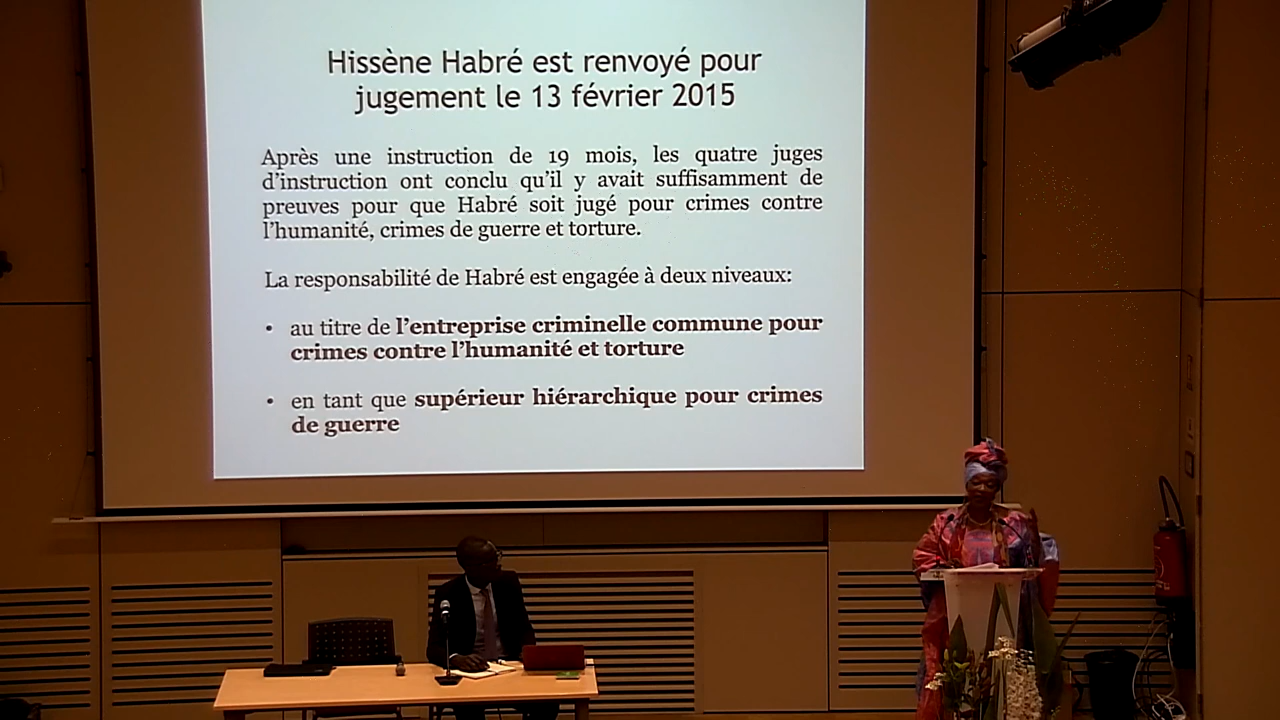 Hissène Habré est renvoyé pour
jugement le 13 février 2015
Après une instruction de 19 mois, les quatre juges
d'instruction ont conclu qu'il y avait suffisamment de
preuves pour que Habré soit jugé pour crimes contre
l'humanité, crimes de guerre et torture.
La responsabilité de Habré est engagée à deux niveaux:
• au titre de l'entreprise criminelle commune pour
crimes contre l'humanité et torture
• en tant que supérieur hiérarchique pour crimes
de guerre